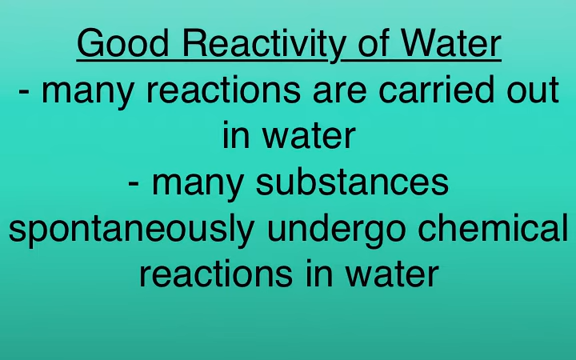 Good Reactivity of Water
- many reactions are carried out
in water
- many substances
spontaneously undergo chemical
reactions in water